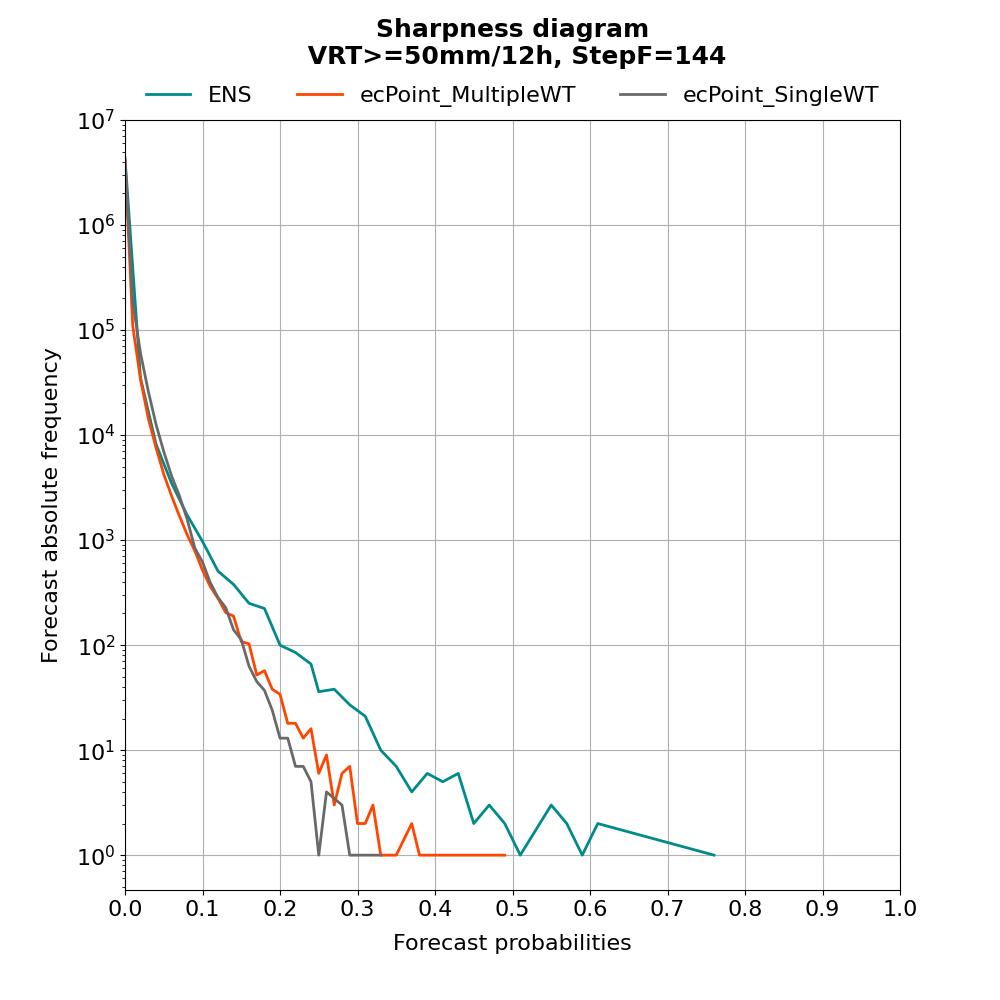 Sharpness diagram
VRT>=50mm/12h, StepF=144
ENS ecPoint_MultipleWT ecPoint_SingleWT
10^7
10^6
10^5
10^4
10^3
10^2
10^1
10^0
Forecast absolute frequency
0.0 0.1 0.2 0.3 0.4 0.5 0.6 0.7 0.8 0.9 1.0
Forecast probabilities